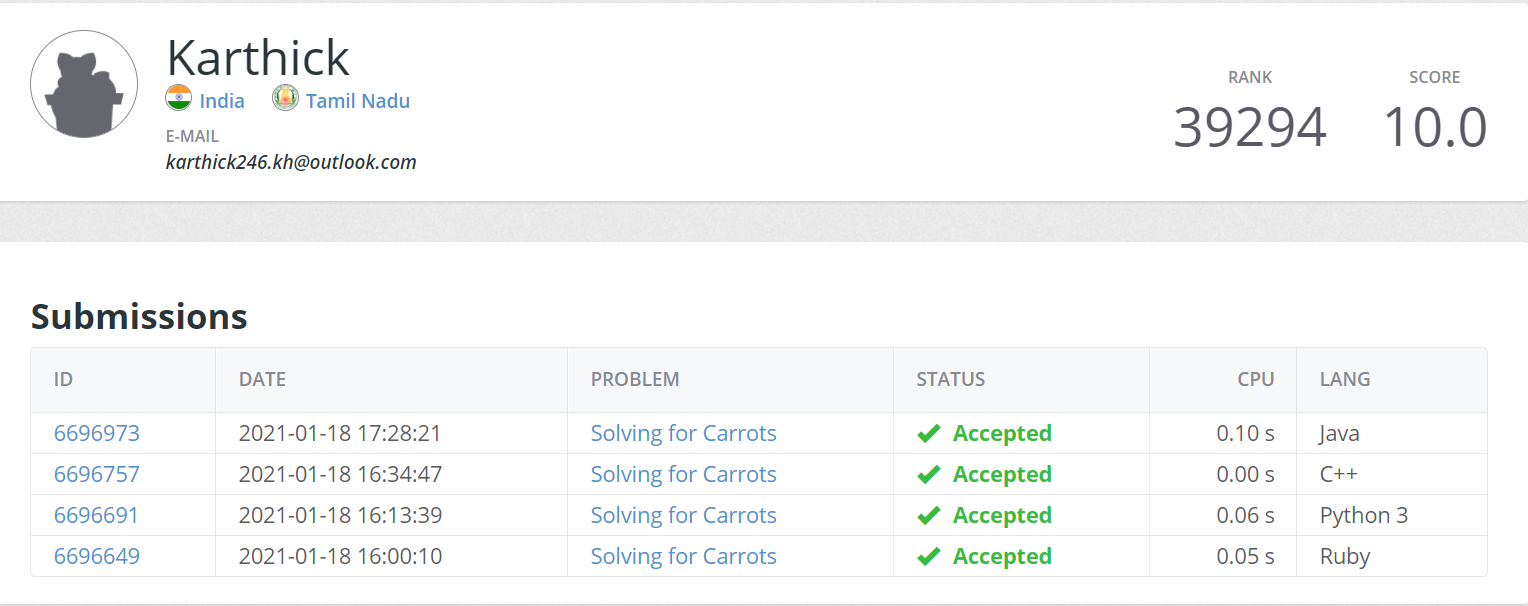 Karthick
India Tamil Nadu
E-MAIL
karthick246.kh@outlook.com
RANK SCORE
39294 10.0
Submissions
ID DATE PROBLEM STATUS CPU LANG
6696973 2021-01-18 17:28:21 Solving for Carrots Accepted 0.10 s Java
6696757 2021-01-18 16:34:47 Solving for Carrots Accepted 0.00 s C++
6696691 2021-01-18 16:13:39 Solving for Carrots Accepted 0.06 s Python 3
6696649 2021-01-18 16:00:10 Solving for Carrots Accepted 0.05 s Ruby